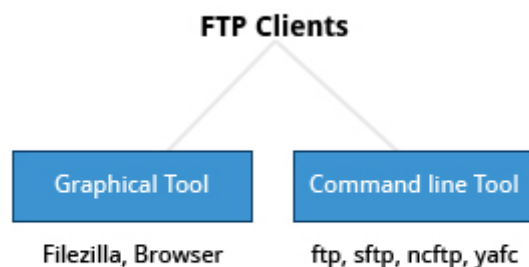 FTP Clients
Graphical Tool
Command line Tool
Filezilla, Browser
ftp, sftp, ncftp, yafc